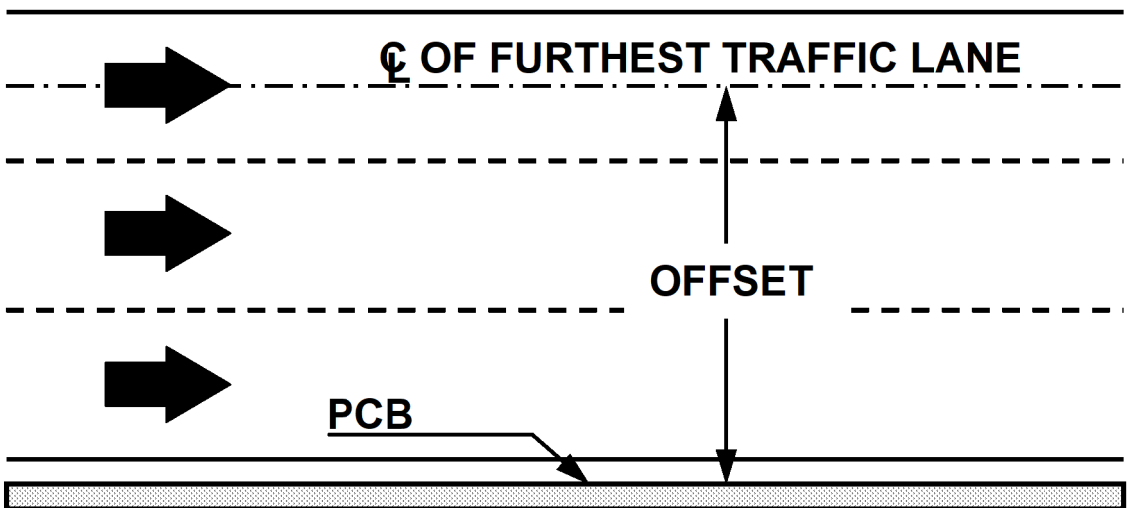 ℄ OF FURTHEST TRAFFIC LANE
OFFSET
PCB